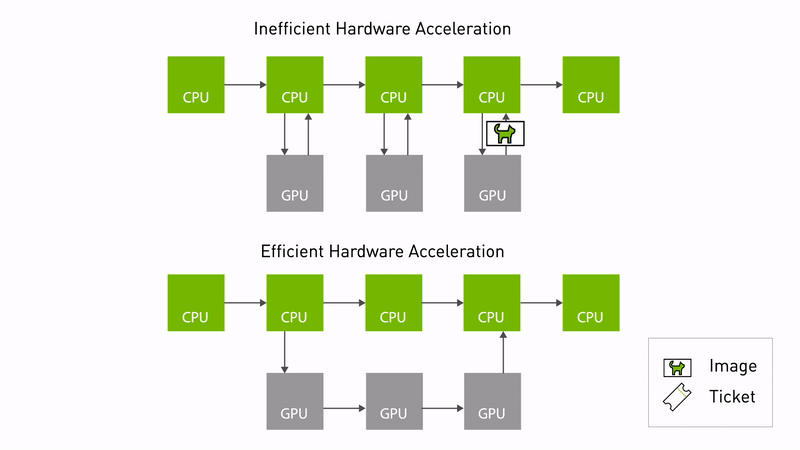 Inefficient Hardware Acceleration
CPU CPU CPU CPU CPU
GPU GPU GPU
Efficient Hardware Acceleration
CPU CPU CPU CPU CPU
GPU GPU GPU
Image
Ticket